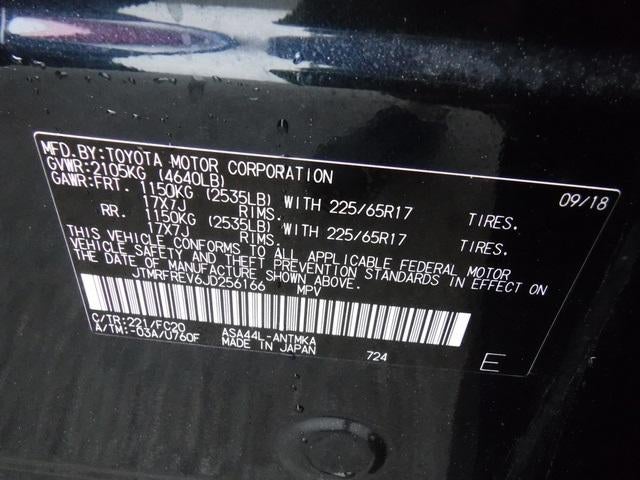 MFD.BY:TOYOTA MOTOR CORPORATION 09/18
GVWR:2105KG (4640LB)
GAWR:FRT. 1150KG (2535LB) WITH 225/65R17 TIRES.
17X7J RIMS.
RR. 1150KG (2535LB) WITH 225/65R17 TIRES.
17X7J RIMS.
THIS VEHICLE CONFORMS TO ALL APPLICABLE FEDERAL MOTOR
VEHICLE SAFETY AND THEFT PREVENTION STANDARDS IN EFFECT ON
THE DATE OF MANUFACTURE SHOWN ABOVE.
JTMRFREV6JD256166 MPV
C/TR:221/FC20 ASA44L-ANTMKA
A/TM:-03A/U760F MADE IN JAPAN 724 E